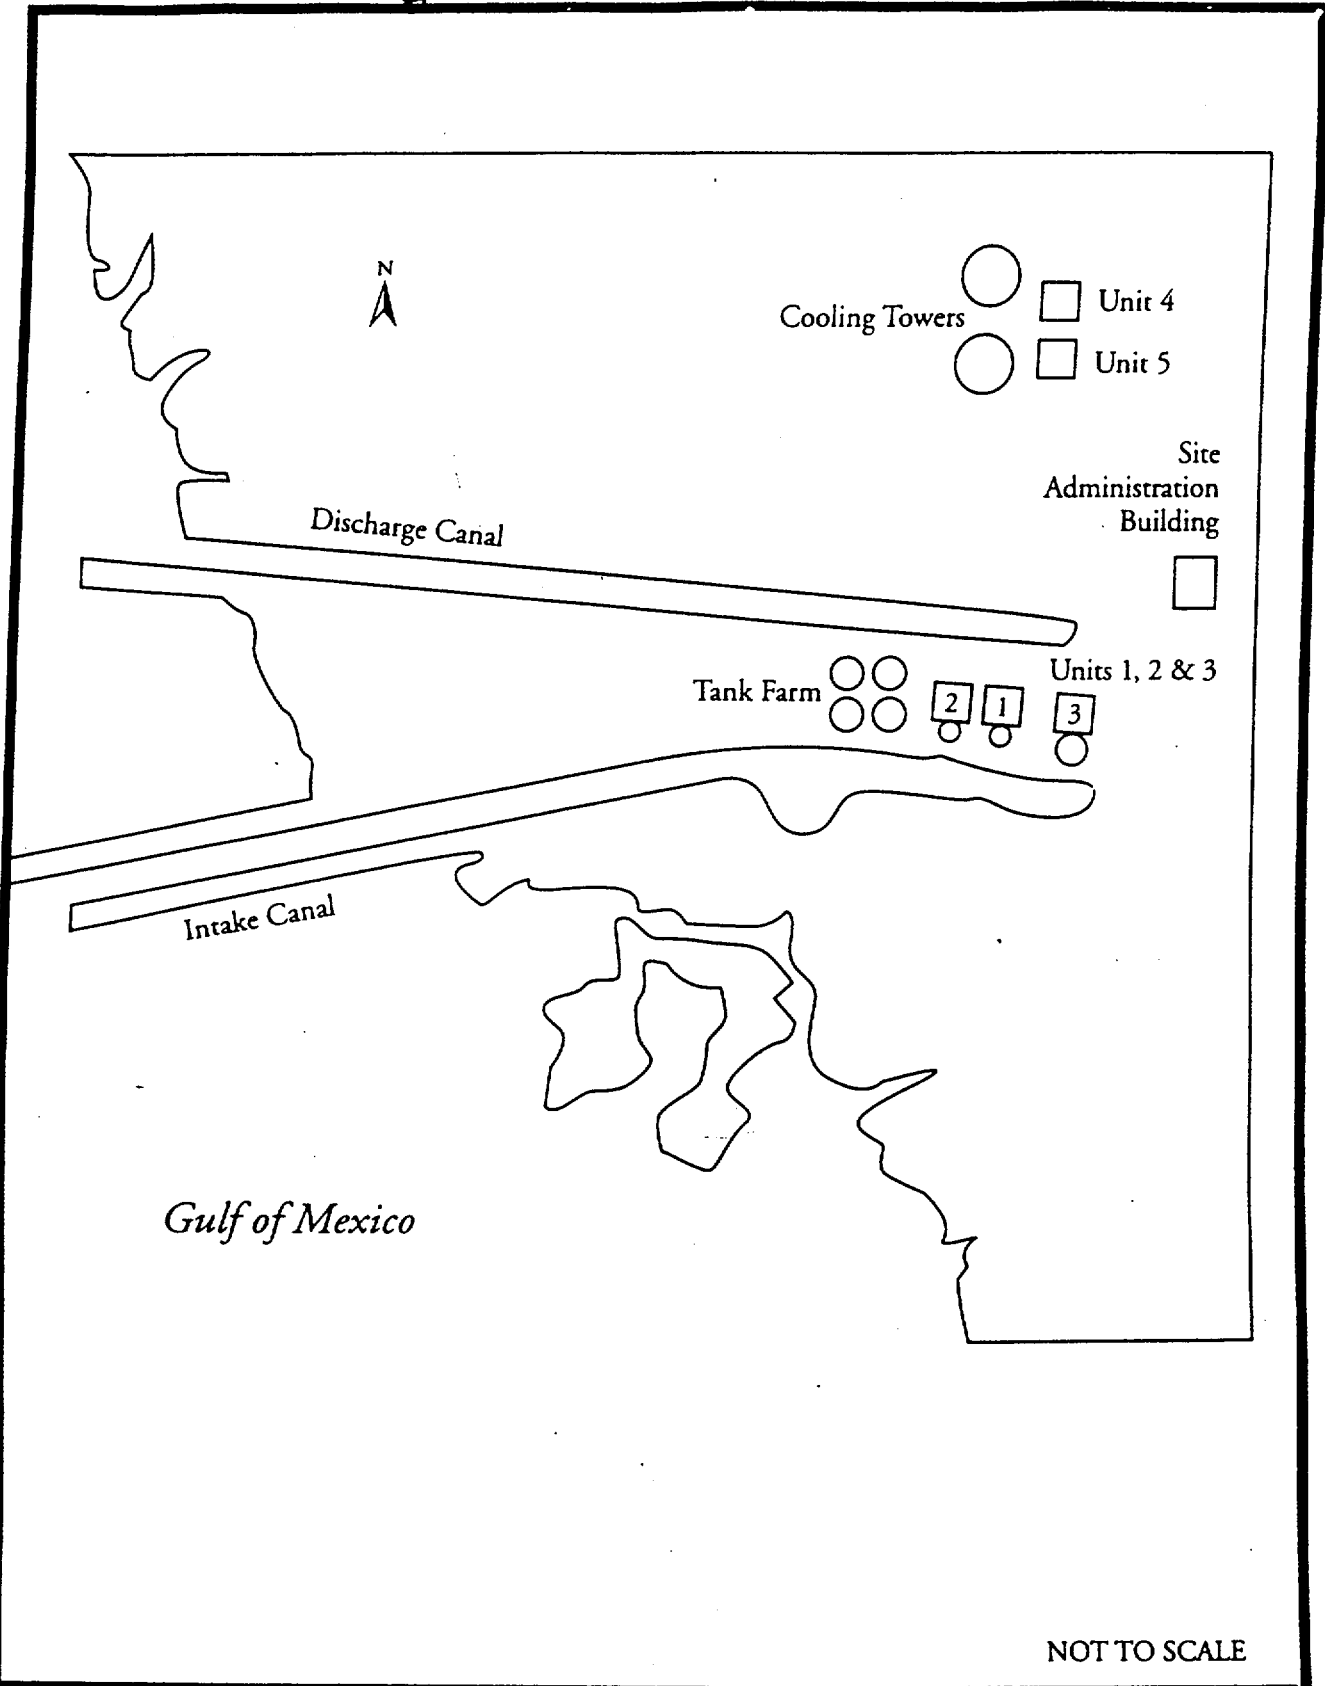 N
Cooling Towers
Unit 4
Unit 5
Site
Administration
Building
Discharge Canal
Units 1, 2 & 3
Tank Farm
2
1
3
Intake Canal
Gulf of Mexico
NOT TO SCALE